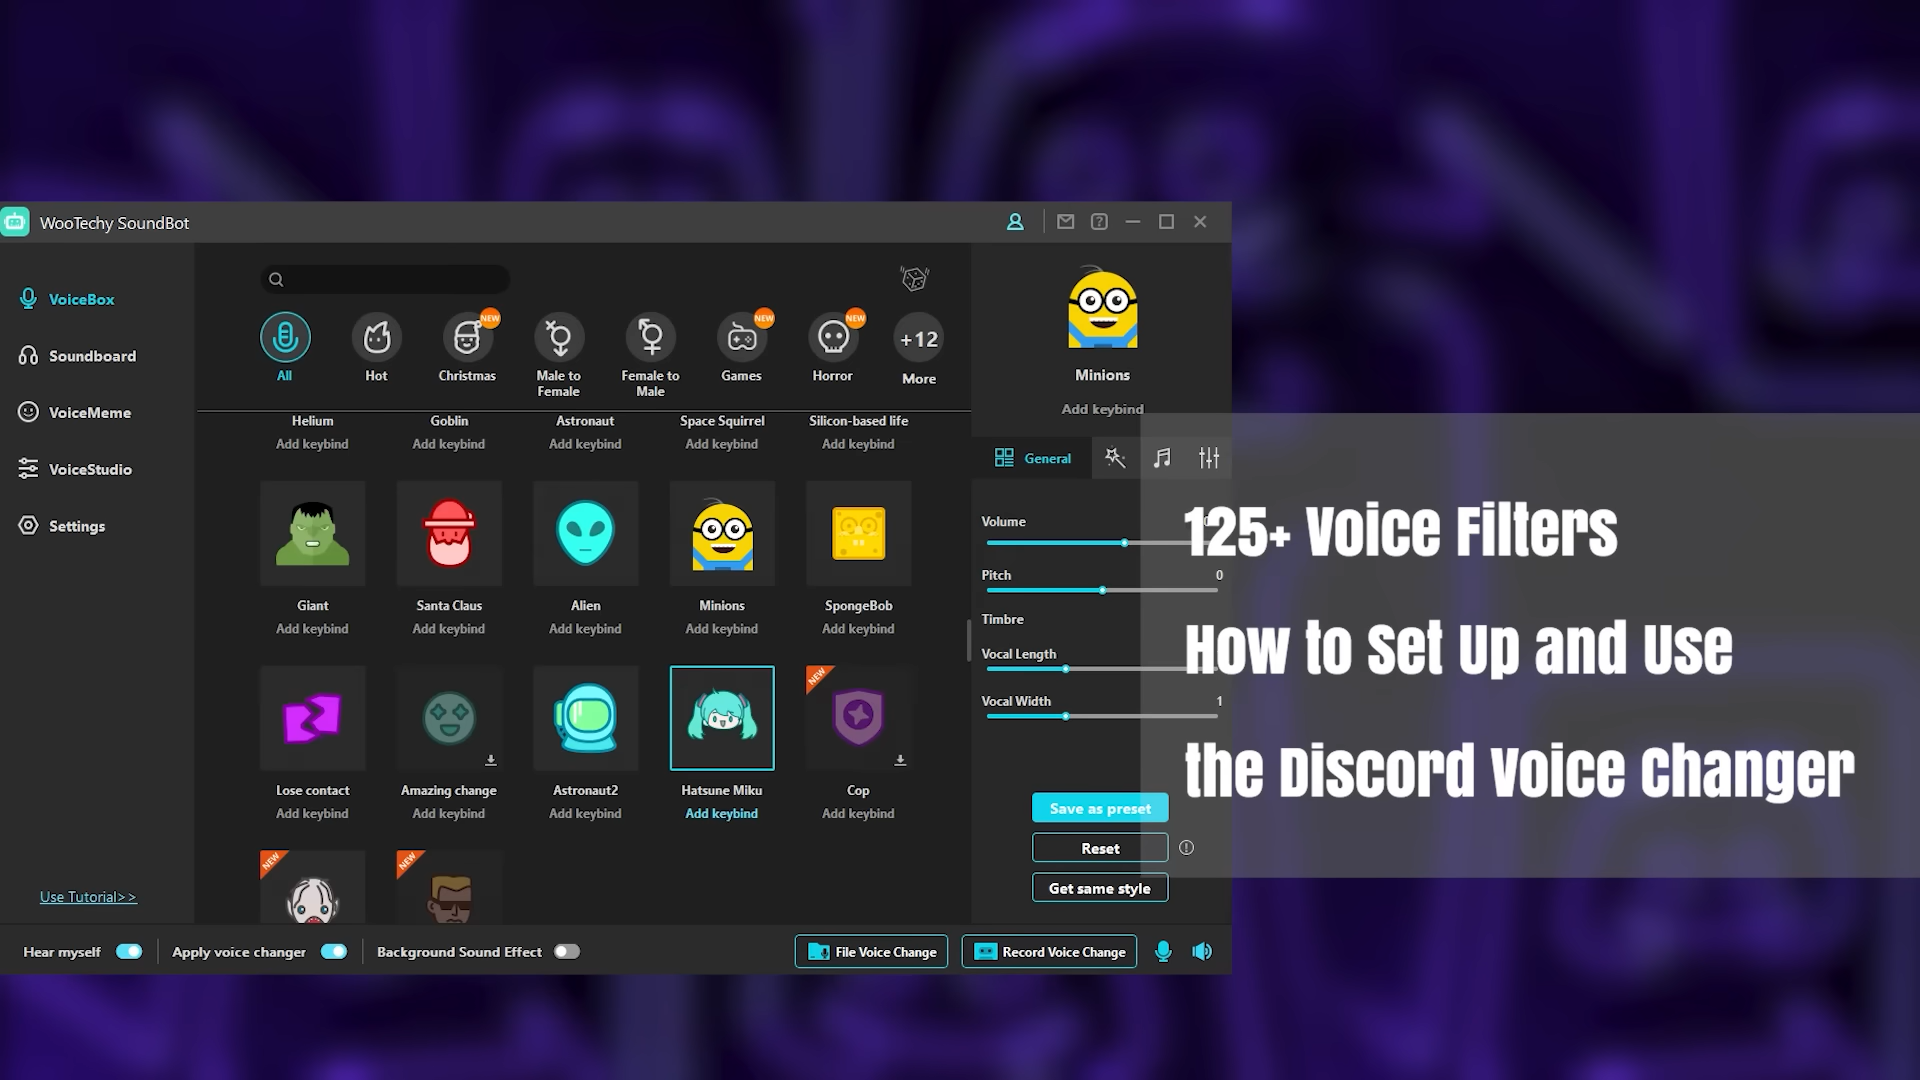 WooTechy SoundBot
VoiceBox
Soundboard
VoiceMeme
VoiceStudio
Settings
Use Tutorial>>
NEW
NEW
NEW
+12
All
Hot
Christmas
Male to
Female
Female to
Male
Games
Horror
More
Helium
Goblin
Astronaut
Space Squirrel
Silicon-based life
Add keybind
Add keybind
Add keybind
Add keybind
Add keybind
Giant
Santa Claus
Alien
Minions
SpongeBob
Add keybind
Add keybind
Add keybind
Add keybind
Add keybind
NEW
Lose contact
Amazing change
Astronaut2
Hatsune Miku
Cop
Add keybind
Add keybind
Add keybind
Add keybind
Add keybind
NEW
NEW
Minions
Add keybind
General
Volume
Pitch 0
Timbre
Vocal Length
Vocal Width 1
Save as preset
Reset
Get same style
Hear myself
Apply voice changer
Background Sound Effect
File Voice Change
Record Voice Change
125+ Voice Filters
How to Set Up and Use
the Discord Voice Changer